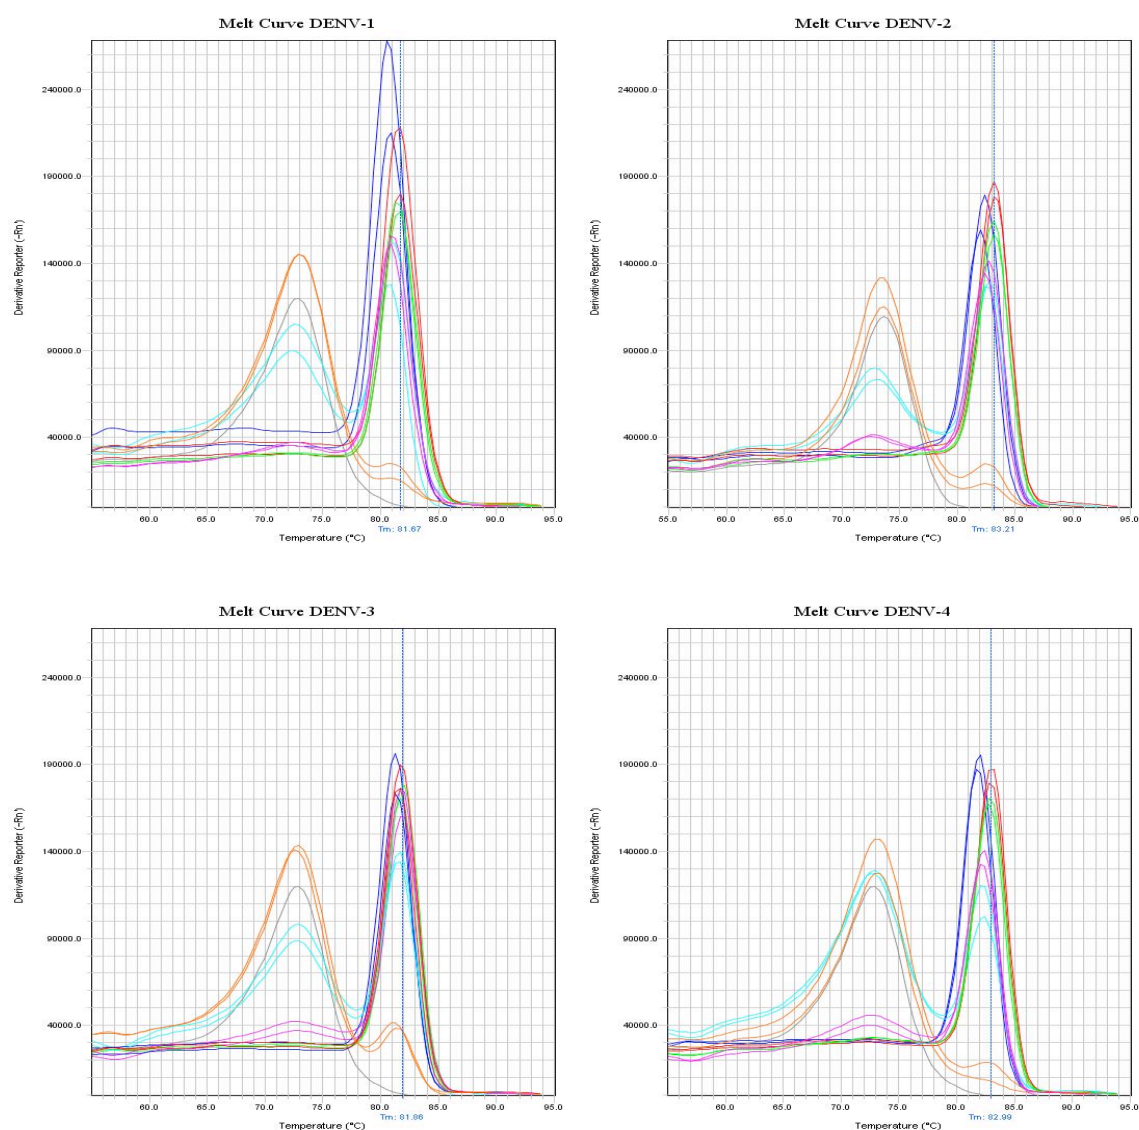 Melt Curve DENV-1
240000.0
190000.0
140000.0
90000.0
40000.0
Derivative Reporter (-Rn')
60.0 65.0 70.0 75.0 80.0 85.0 90.0 95.0
Tm: 81.67
Temperature (°C)
Melt Curve DENV-2
240000.0
190000.0
140000.0
90000.0
40000.0
Derivative Reporter (-Rn')
55.0 60.0 65.0 70.0 75.0 80.0 85.0 90.0 95.0
Tm: 83.21
Temperature (°C)
Melt Curve DENV-3
240000.0
190000.0
140000.0
90000.0
40000.0
Derivative Reporter (-Rn')
60.0 65.0 70.0 75.0 80.0 85.0 90.0 95.0
Tm: 81.86
Temperature (°C)
Melt Curve DENV-4
240000.0
190000.0
140000.0
90000.0
40000.0
Derivative Reporter (-Rn')
60.0 65.0 70.0 75.0 80.0 85.0 90.0 95.0
Tm: 82.99
Temperature (°C)